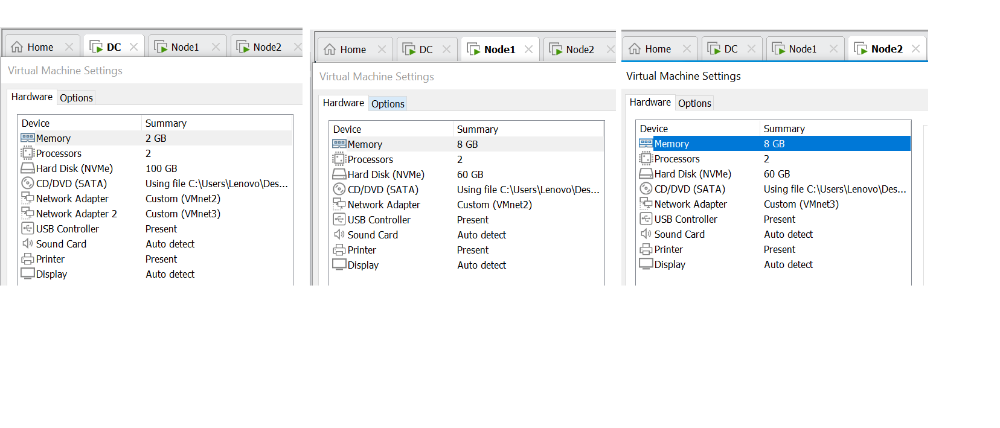 Home DC Node1 Node2
Virtual Machine Settings
Hardware Options
Device Summary
Memory 2 GB
Processors 2
Hard Disk (NVMe) 100 GB
CD/DVD (SATA) Using file C:\Users\Lenovo\Des...
Network Adapter Custom (VMnet2)
Network Adapter 2 Custom (VMnet3)
USB Controller Present
Sound Card Auto detect
Printer Present
Display Auto detect
Home DC Node1 Node2
Virtual Machine Settings
Hardware Options
Device Summary
Memory 8 GB
Processors 2
Hard Disk (NVMe) 60 GB
CD/DVD (SATA) Using file C:\Users\Lenovo\Des...
Network Adapter Custom (VMnet2)
USB Controller Present
Sound Card Auto detect
Printer Present
Display Auto detect
Home DC Node1 Node2
Virtual Machine Settings
Hardware Options
Device Summary
Memory 8 GB
Processors 2
Hard Disk (NVMe) 60 GB
CD/DVD (SATA) Using file C:\Users\Lenovo\Des...
Network Adapter Custom (VMnet3)
USB Controller Present
Sound Card Auto detect
Printer Present
Display Auto detect